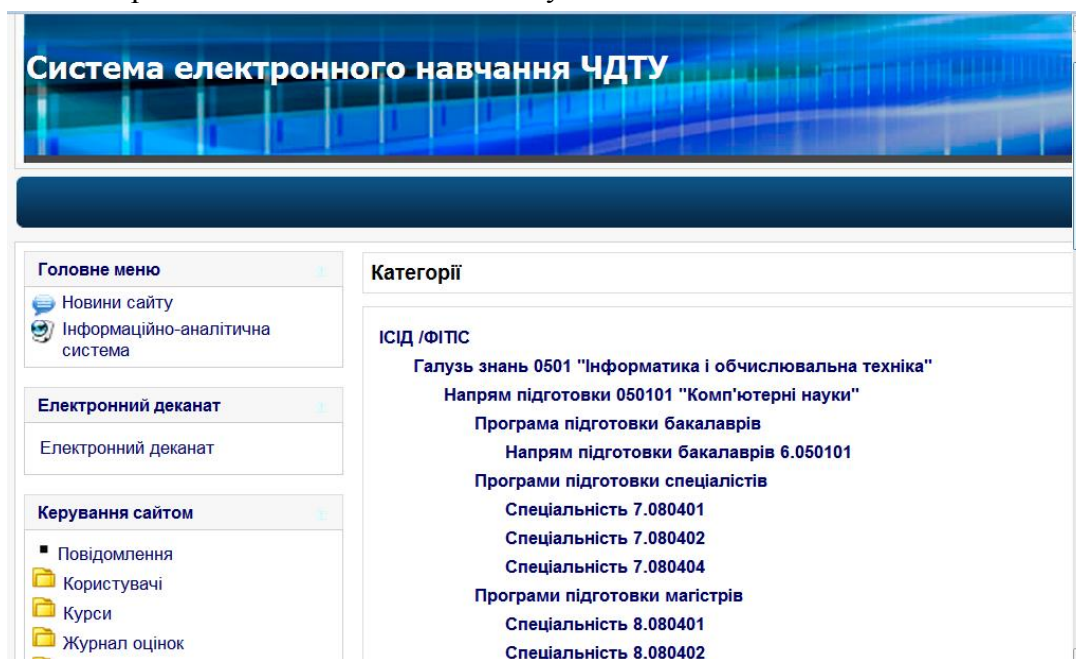 Система електронного навчання ЧДТУ
Головне меню
Новини сайту
Інформаційно-аналітична
система
Електронний деканат
Електронний деканат
Керування сайтом
Повідомлення
Користувачі
Курси
Журнал оцінок
Категорії
ІСІД /ФІТІС
Галузь знань 0501 "Інформатика і обчислювальна техніка"
Напрям підготовки 050101 "Комп'ютерні науки"
Програма підготовки бакалаврів
Напрям підготовки бакалаврів 6.050101
Програми підготовки спеціалістів
Спеціальність 7.080401
Спеціальність 7.080402
Спеціальність 7.080404
Програми підготовки магістрів
Спеціальність 8.080401
Спеціальність 8.080402